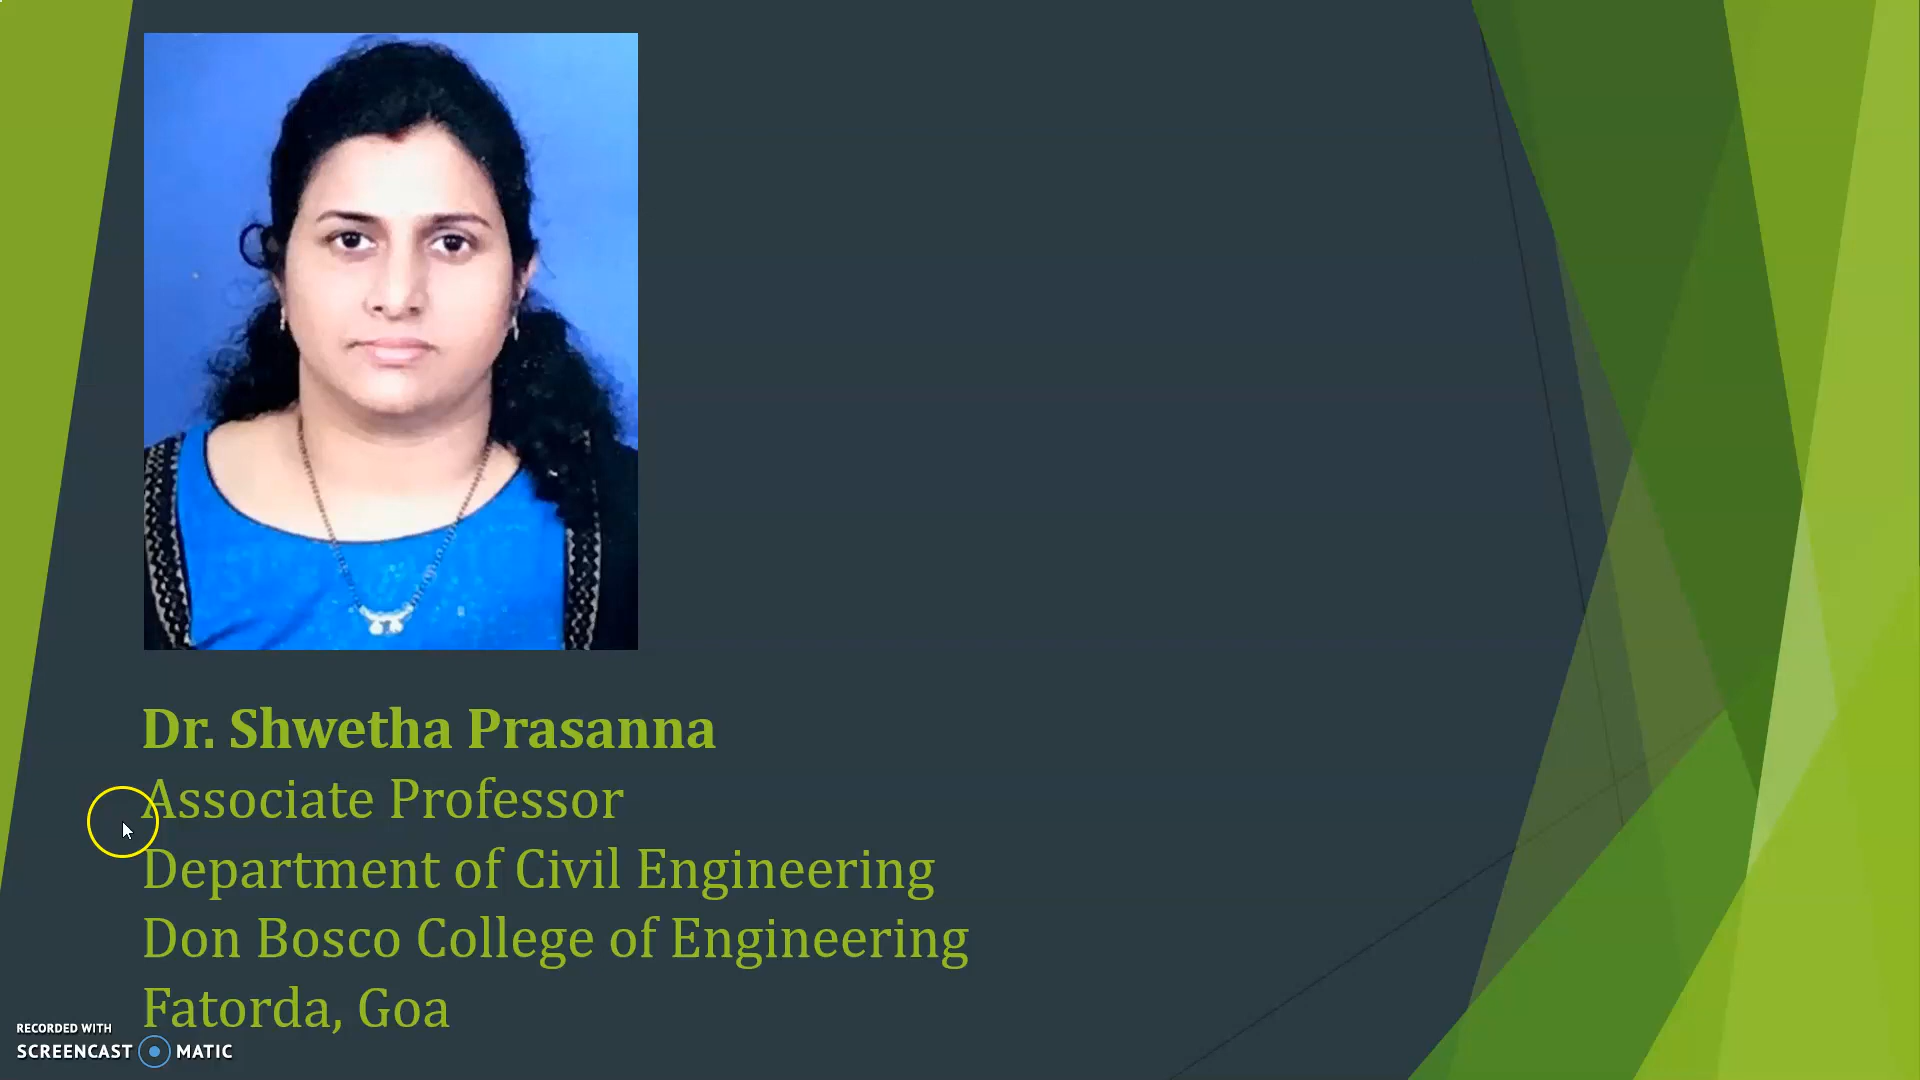 Dr. Shwetha Prasanna
Associate Professor
Department of Civil Engineering
Don Bosco College of Engineering
Fatorda, Goa
RECORDED WITH
SCREENCAST MATIC